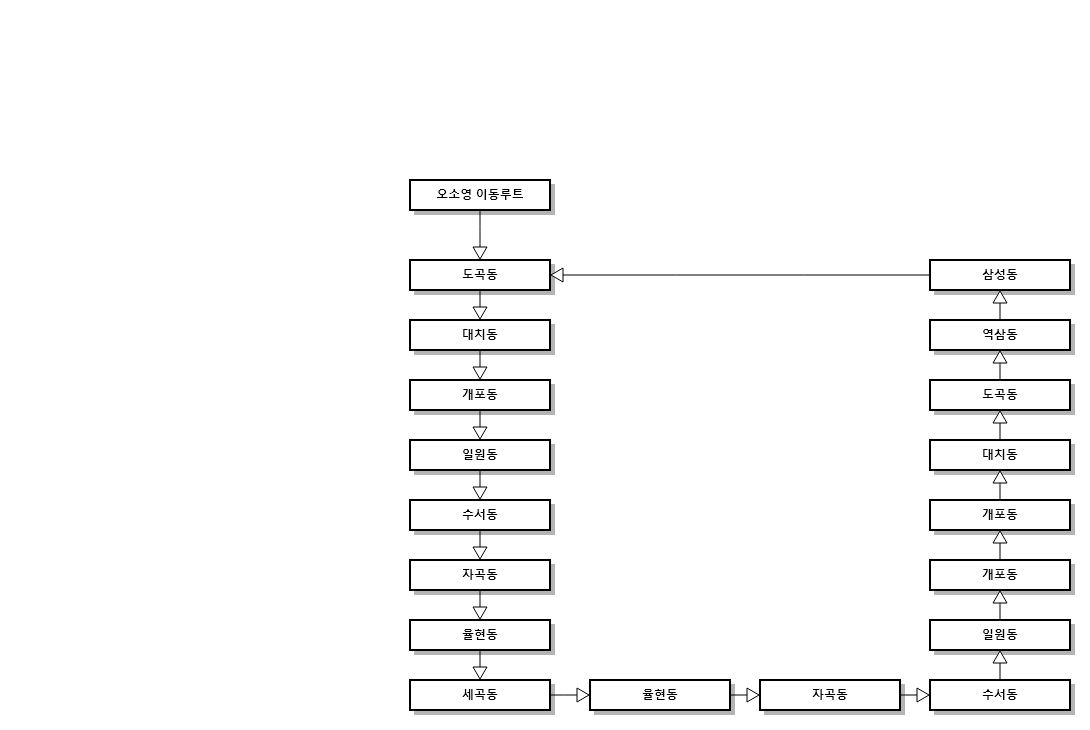 오소영 이동루트
도곡동
대치동
개포동
일원동
수서동
자곡동
율현동
세곡동
율현동
자곡동
수서동
일원동
개포동
개포동
대치동
도곡동
역삼동
삼성동